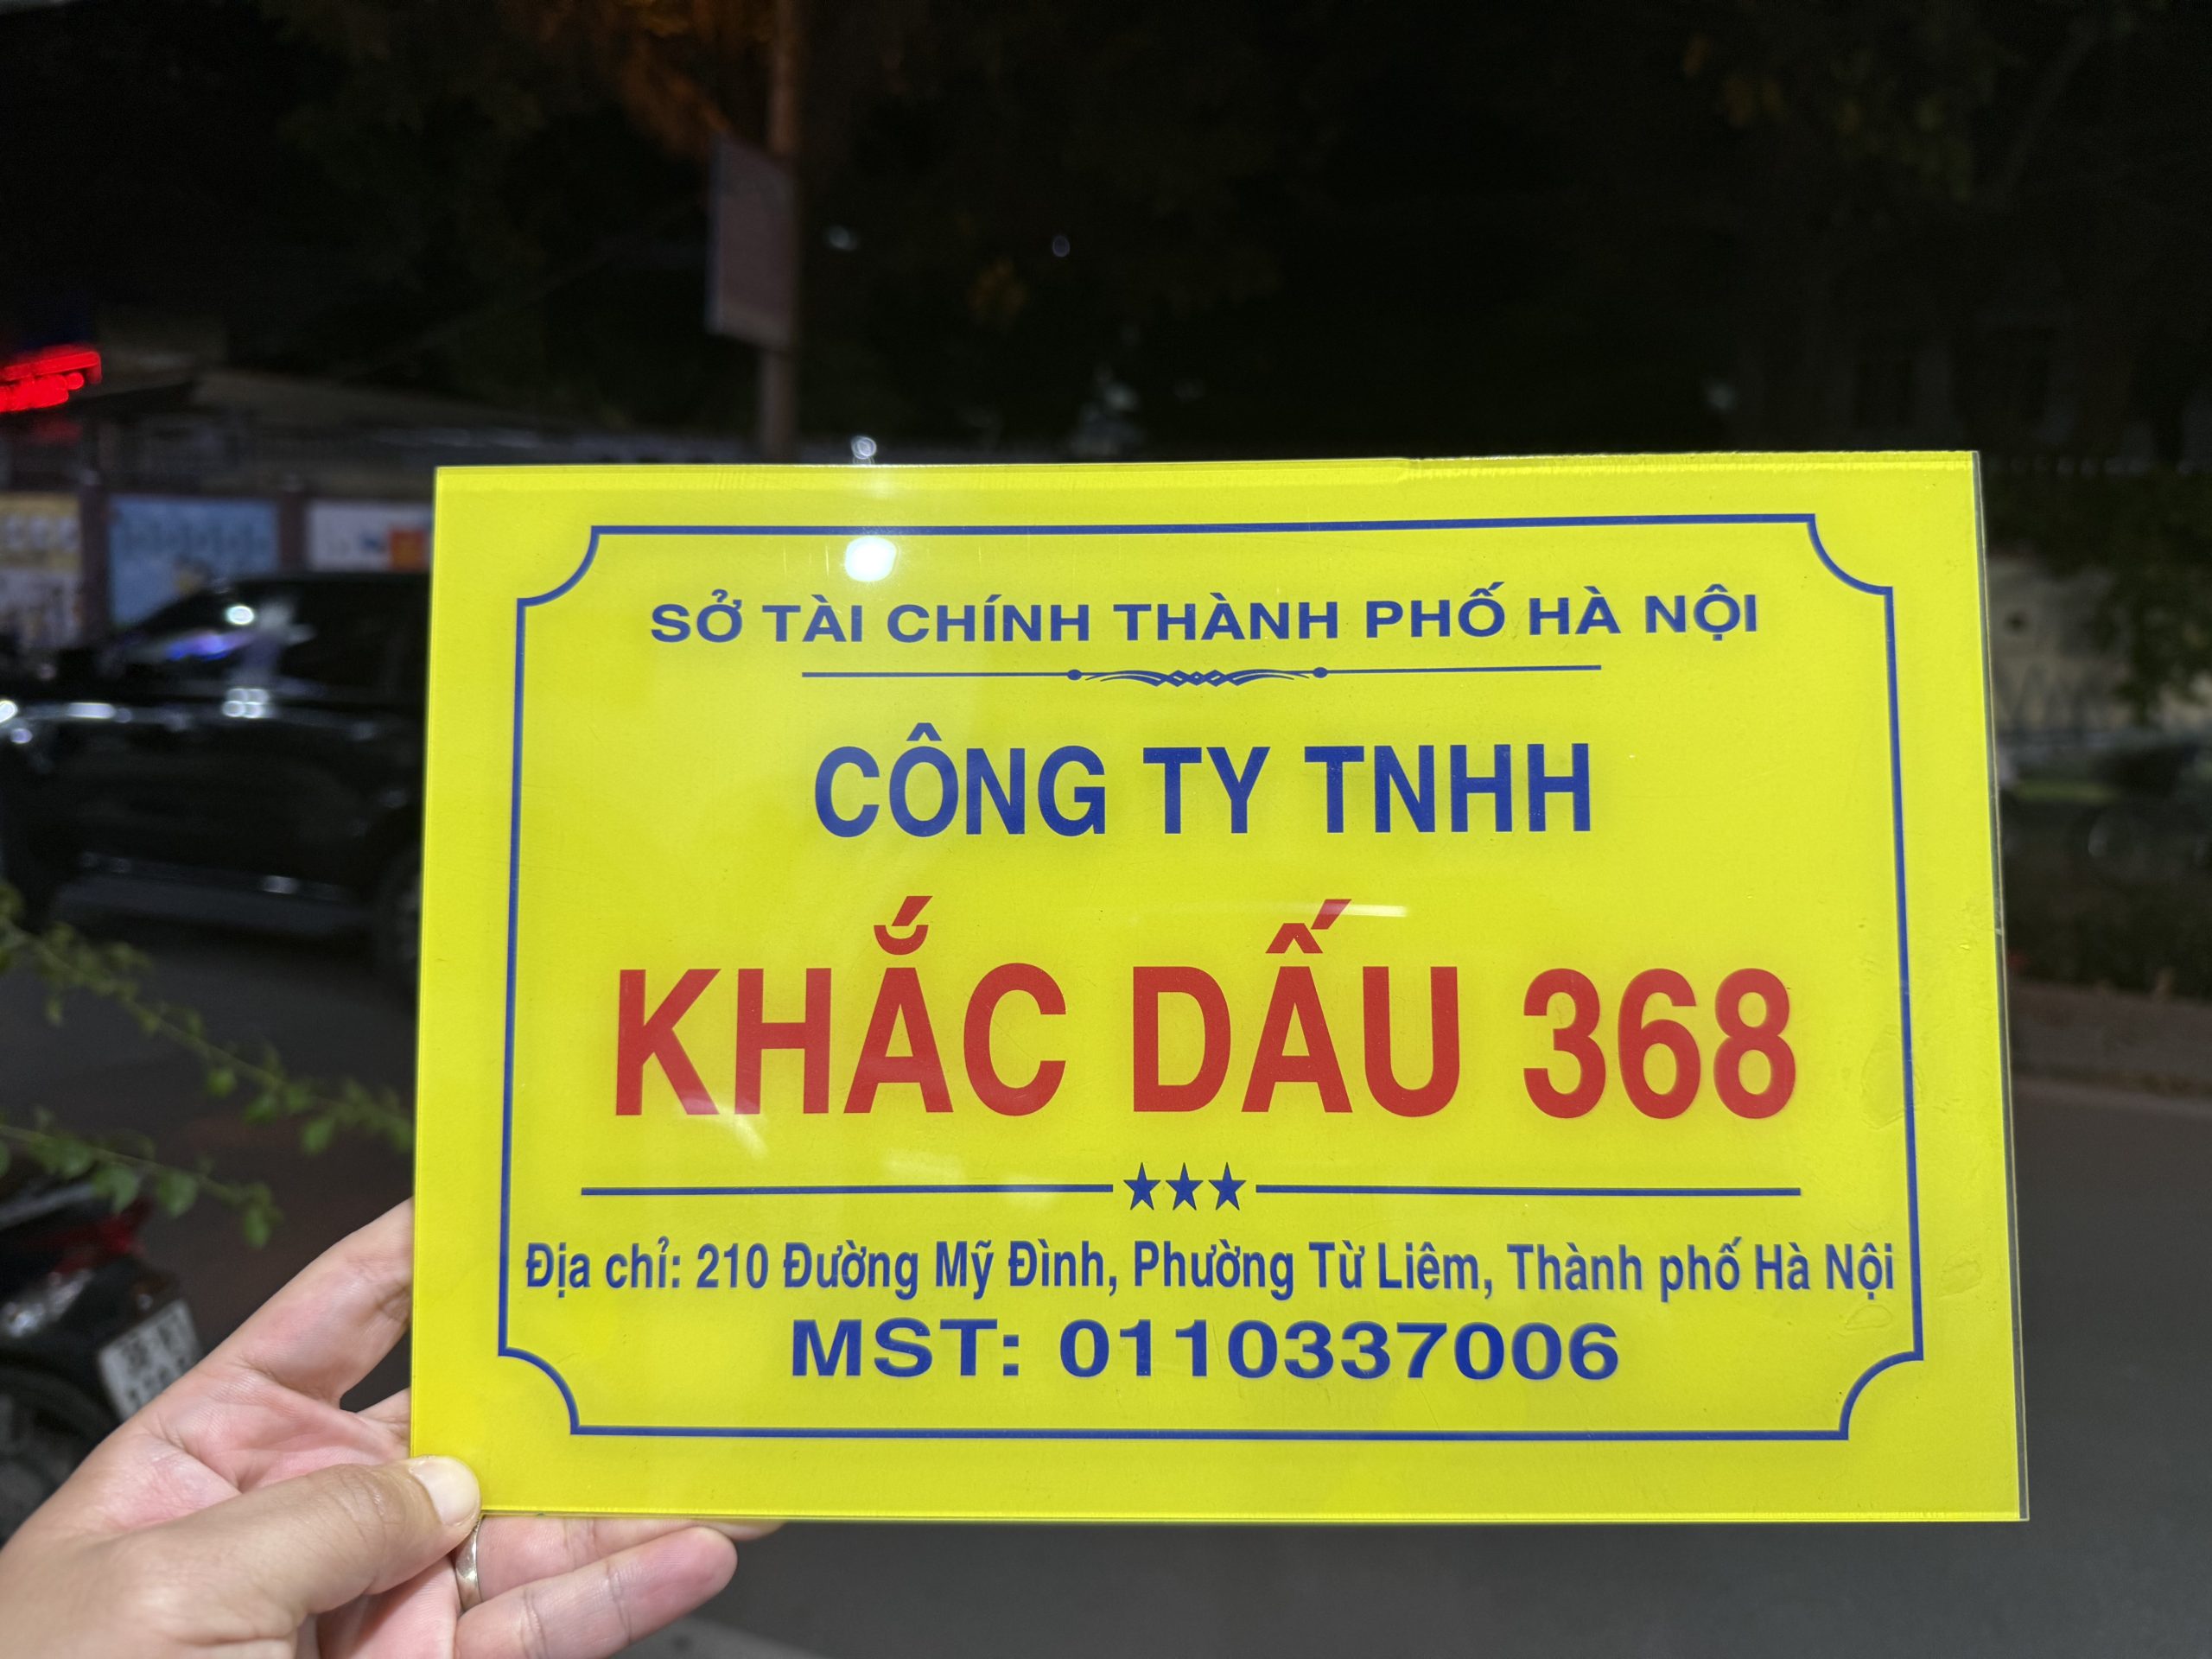 SỞ TÀI CHÍNH THÀNH PHỐ HÀ NỘI
CÔNG TY TNHH
KHẮC DẤU 368
Địa chỉ: 210 Đường Mỹ Đình, Phường Từ Liêm, Thành phố Hà Nội
MST: 0110337006